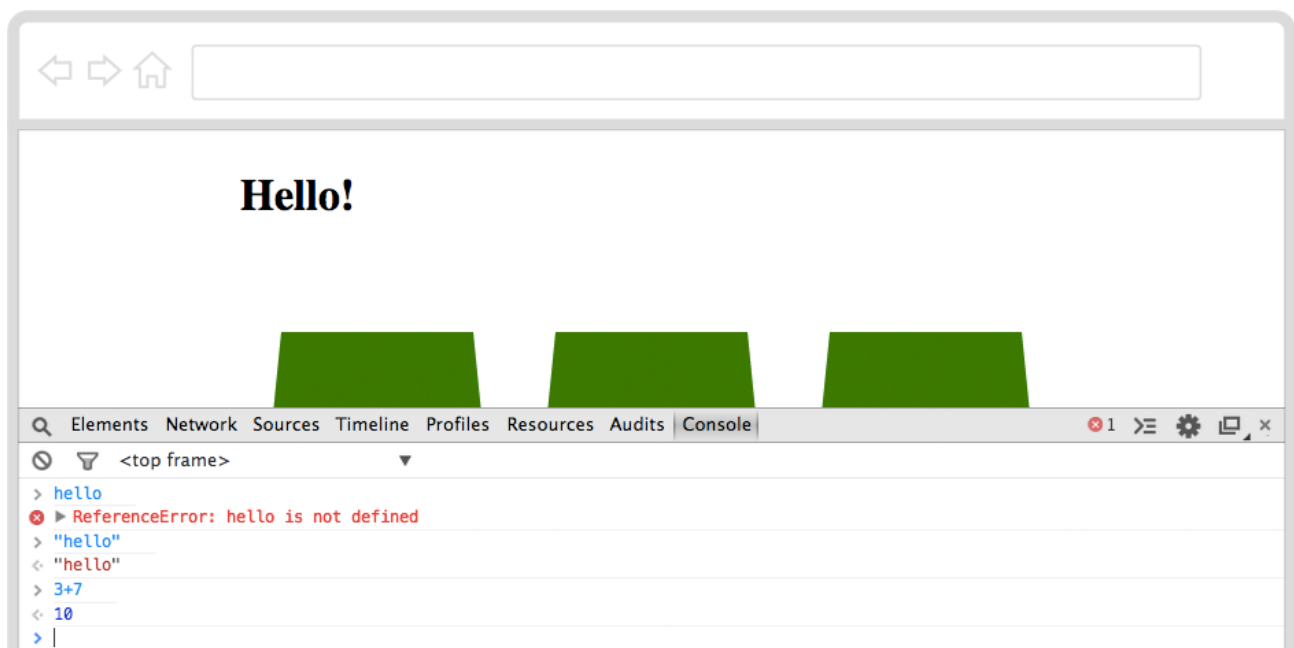 Hello!
Elements Network Sources Timeline Profiles Resources Audits Console 1
<top frame>
hello
ReferenceError: hello is not defined
"hello"
"hello"
3+7
10